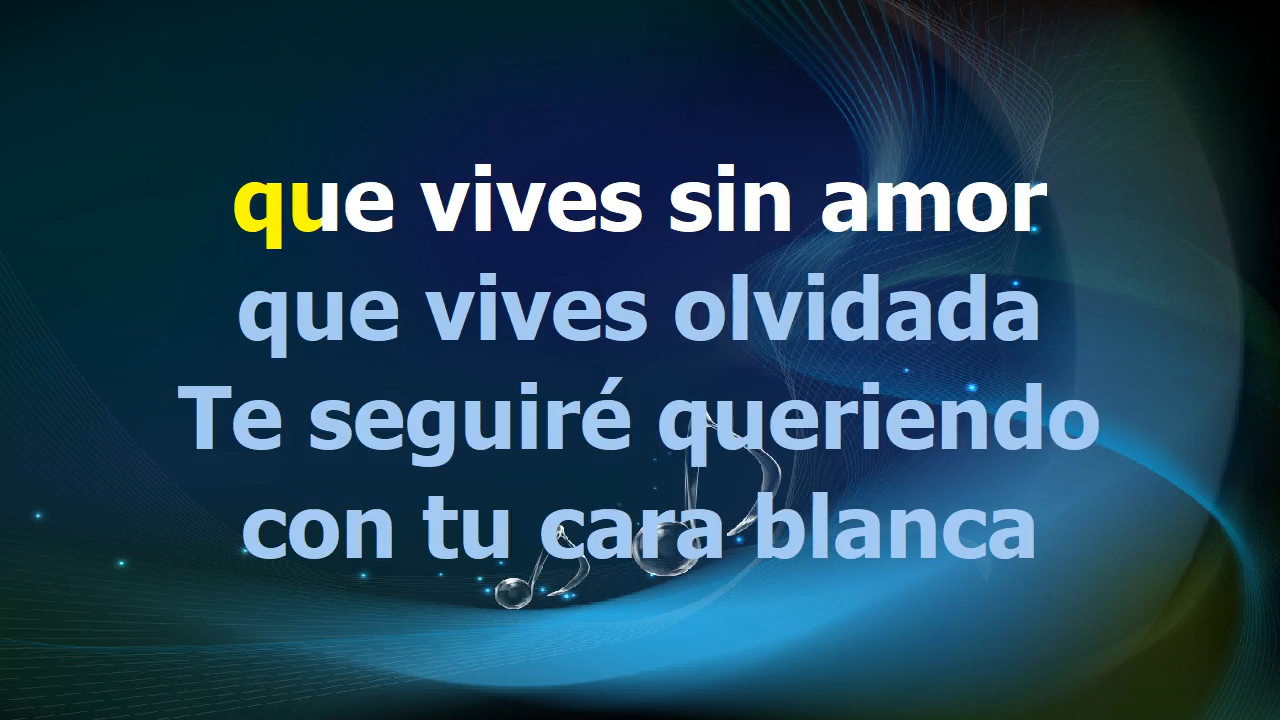 que vives sin amor
que vives olvidada
Te seguiré queriendo
con tu cara blanca